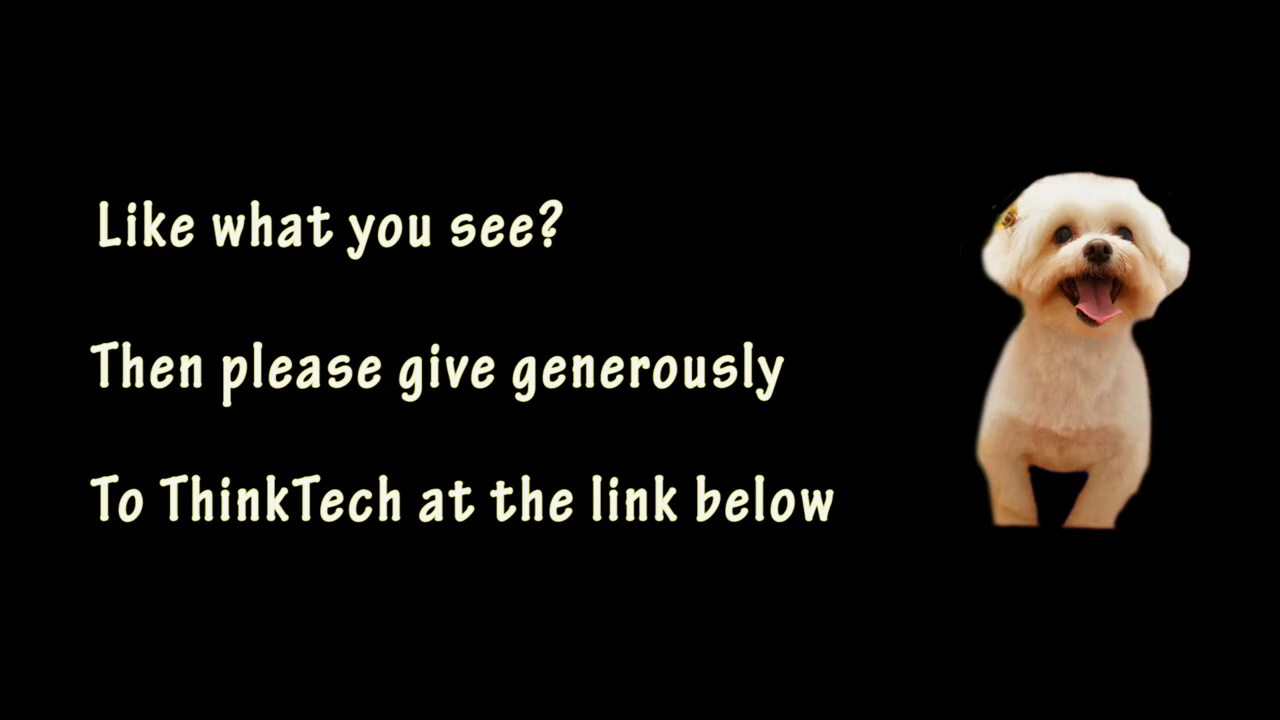 Like what you see?
Then please give generously
To ThinkTech at the link below